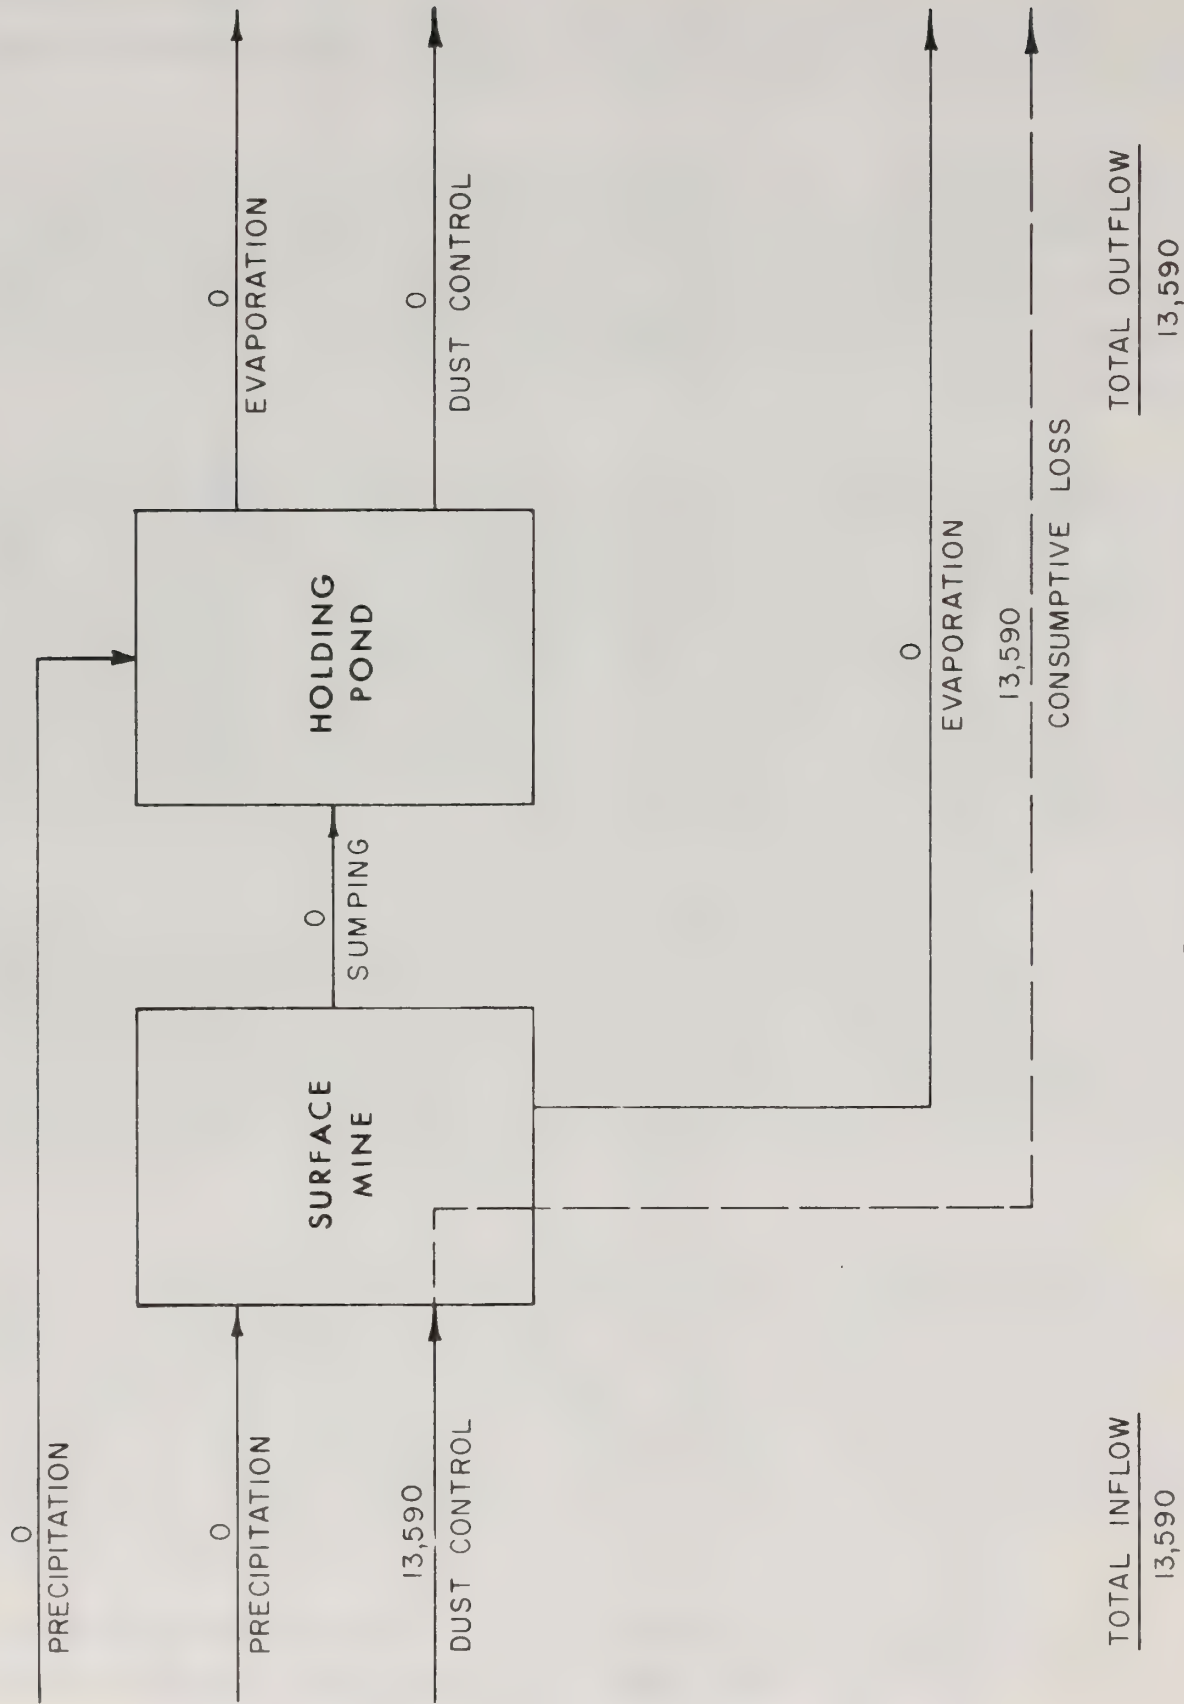 0
PRECIPITATION
0
PRECIPITATION
13,590
DUST CONTROL
SURFACE
MINE
0
SUMPING
HOLDING
POND
0
EVAPORATION
0
DUST CONTROL
0
EVAPORATION
13,590
CONSUMPTIVE LOSS
TOTAL INFLOW
13,590
TOTAL OUTFLOW
13,590